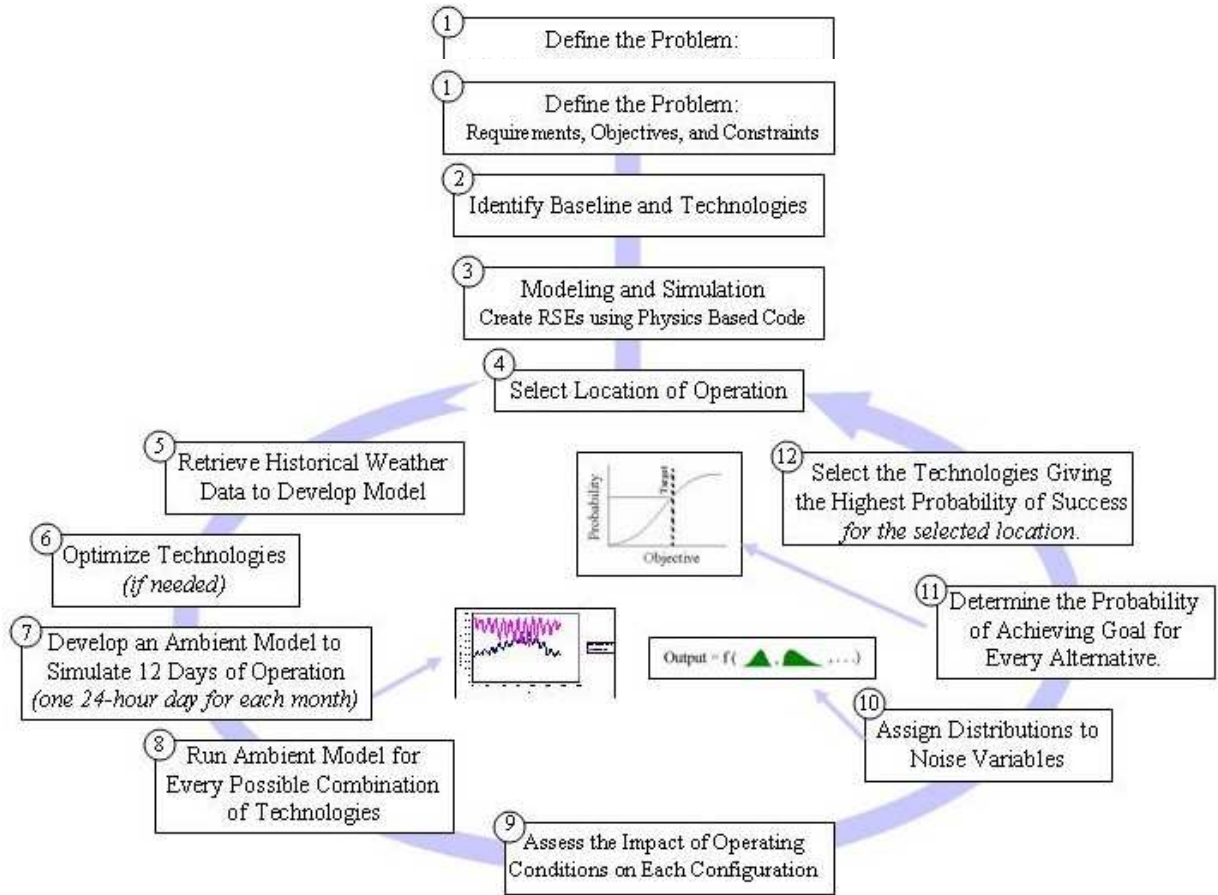 1
Define the Problem:
1
Define the Problem:
Requirements, Objectives, and Constraints
2
Identify Baseline and Technologies
3
Modeling and Simulation
Create RSEs using Physics Based Code
4
Select Location of Operation
5
Retrieve Historical Weather
Data to Develop Model
6
Optimize Technologies
(if needed)
7
Develop an Ambient Model to
Simulate 12 Days of Operation
(one 24-hour day for each month)
8
Run Ambient Model for
Every Possible Combination
of Technologies
9
Assess the Impact of Operating
Conditions on Each Configuration
10
Assign Distributions to
Noise Variables
Output = f( , , . . .)
11
Determine the Probability
of Achieving Goal for
Every Alternative.
Probability
Target
Objective
12
Select the Technologies Giving
the Highest Probability of Success
for the selected location.